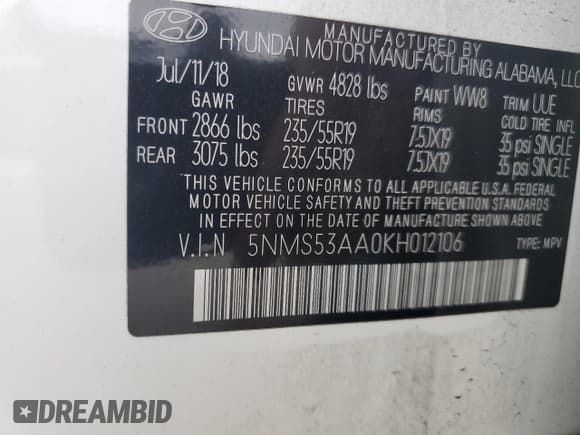 MANUFACTURED BY
HYUNDAI MOTOR MANUFACTURING ALABAMA, LLC
Jul/11/18 GVWR 4828 lbs PAINT WW8 TRIM UUE
GAWR TIRES RIMS COLD TIRE INFL
FRONT 2866 lbs 235/55R19 7.5JX19 35 psi SINGLE
REAR 3075 lbs 235/55R19 7.5JX19 35 psi SINGLE
THIS VEHICLE CONFORMS TO ALL APPLICABLE U.S.A. FEDERAL
MOTOR VEHICLE SAFETY AND THEFT PREVENTION STANDARDS
IN EFFECT ON THE DATE OF MANUFACTURE SHOWN ABOVE.
V.I.N 5NMS53AA0KH012106 TYPE: MPV
DREAMBID